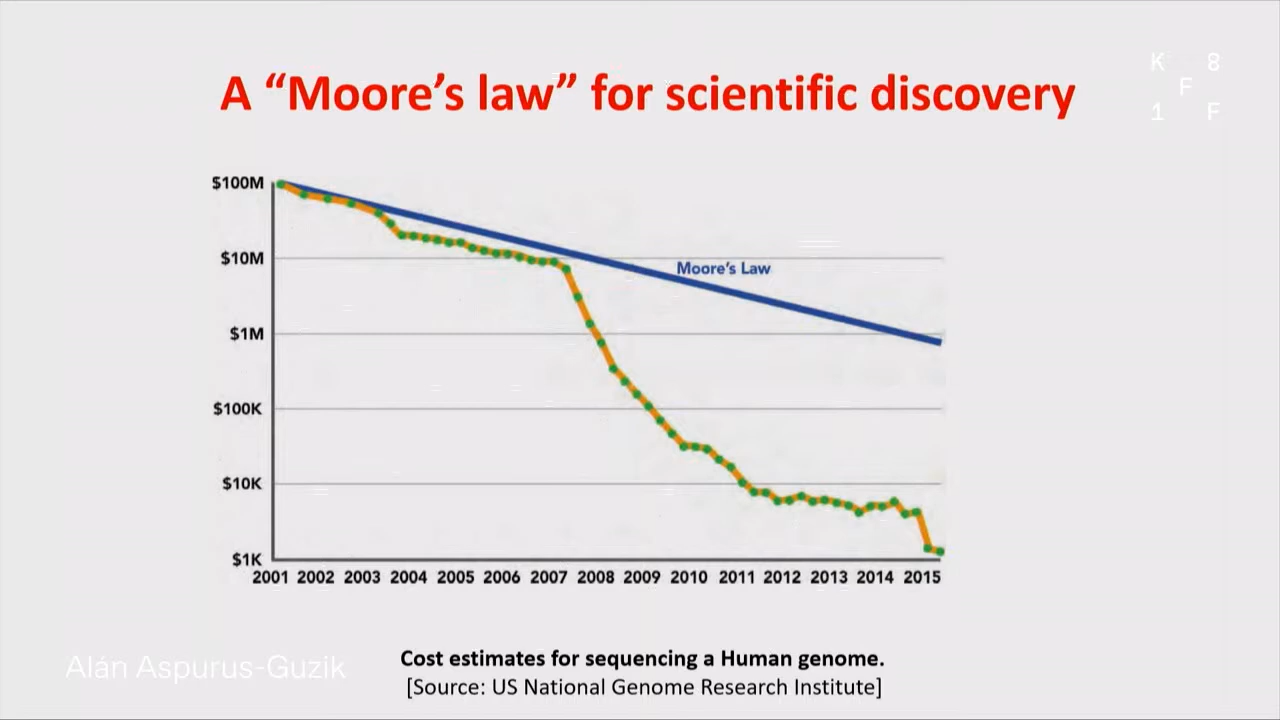 A “Moore’s law” for scientific discovery
K 8
F
1 F
$100M
$10M
Moore’s Law
$1M
$100K
$10K
$1K
2001 2002 2003 2004 2005 2006 2007 2008 2009 2010 2011 2012 2013 2014 2015
Alán Aspurus-Guzik
Cost estimates for sequencing a Human genome.
[Source: US National Genome Research Institute]